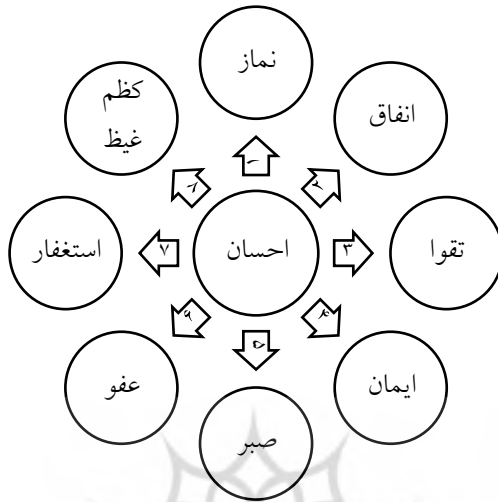 نماز
انفاق
تقوا
ایمان
صبر
عفو
استغفار
کظم
غیظ
احسان
۱
۲
۳
۴
۵
۶
۷
۸